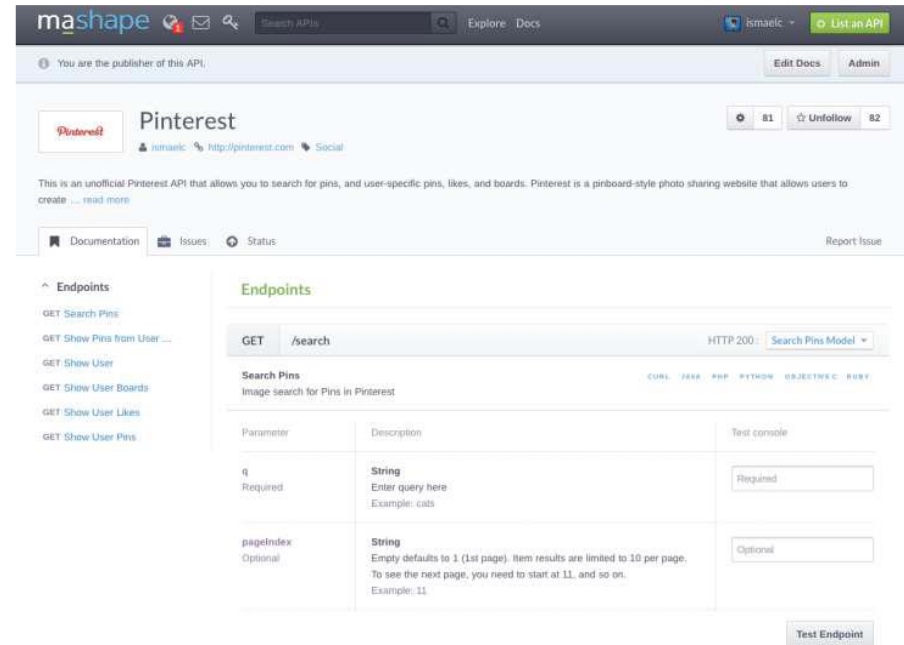 mashape 1 Search APIs Explore Docs ismaelc List an API
You are the publisher of this API. Edit Docs Admin
Pinterest Pinterest 81 Unfollow 82
ismaelc http://pinterest.com Social
This is an unofficial Pinterest API that allows you to search for pins, and user-specific pins, likes, and boards. Pinterest is a pinboard-style photo sharing website that allows users to
create ... read more
Documentation Issues Status Report Issue
Endpoints
GET Search Pins
GET Show Pins from User ...
GET Show User
GET Show User Boards
GET Show User Likes
GET Show User Pins
Endpoints
GET /search HTTP 200 : Search Pins Model
Search Pins CURL JAVA PHP PYTHON OBJECTIVE C RUBY
Image search for Pins in Pinterest
Parameter Description Test console
q String
Required Enter query here Required
Example: cats
pageIndex String
Optional Empty defaults to 1 (1st page). Item results are limited to 10 per page. Optional
To see the next page, you need to start at 11, and so on.
Example: 11
Test Endpoint